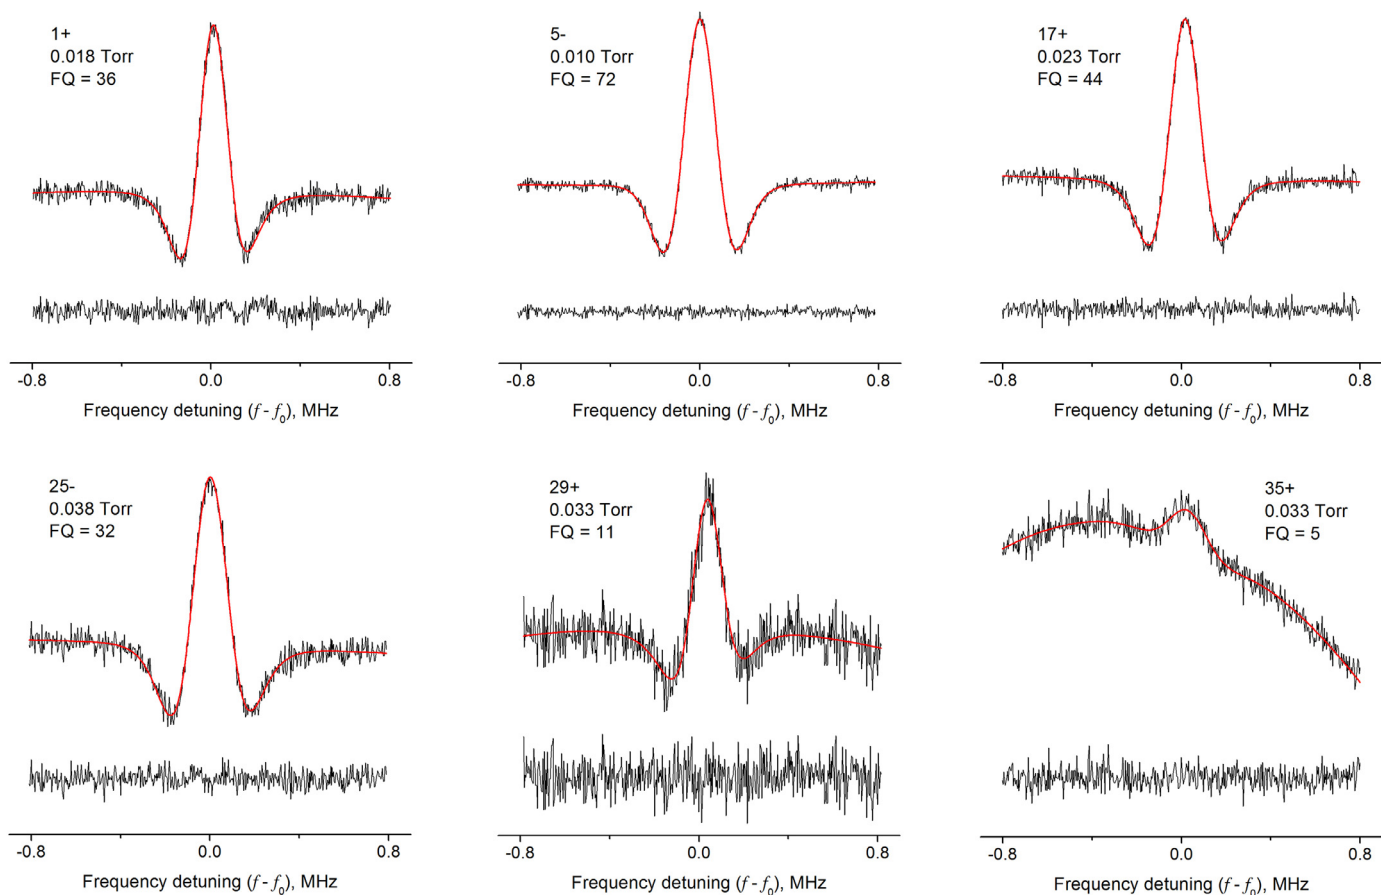 1+
0.018 Torr
FQ = 36
-0.8 0.0 0.8
Frequency detuning (f - f₀), MHz
5-
0.010 Torr
FQ = 72
-0.8 0.0 0.8
Frequency detuning (f - f₀), MHz
17+
0.023 Torr
FQ = 44
-0.8 0.0 0.8
Frequency detuning (f - f₀), MHz
25-
0.038 Torr
FQ = 32
-0.8 0.0 0.8
Frequency detuning (f - f₀), MHz
29+
0.033 Torr
FQ = 11
-0.8 0.0 0.8
Frequency detuning (f - f₀), MHz
35+
0.033 Torr
FQ = 5
-0.8 0.0 0.8
Frequency detuning (f - f₀), MHz